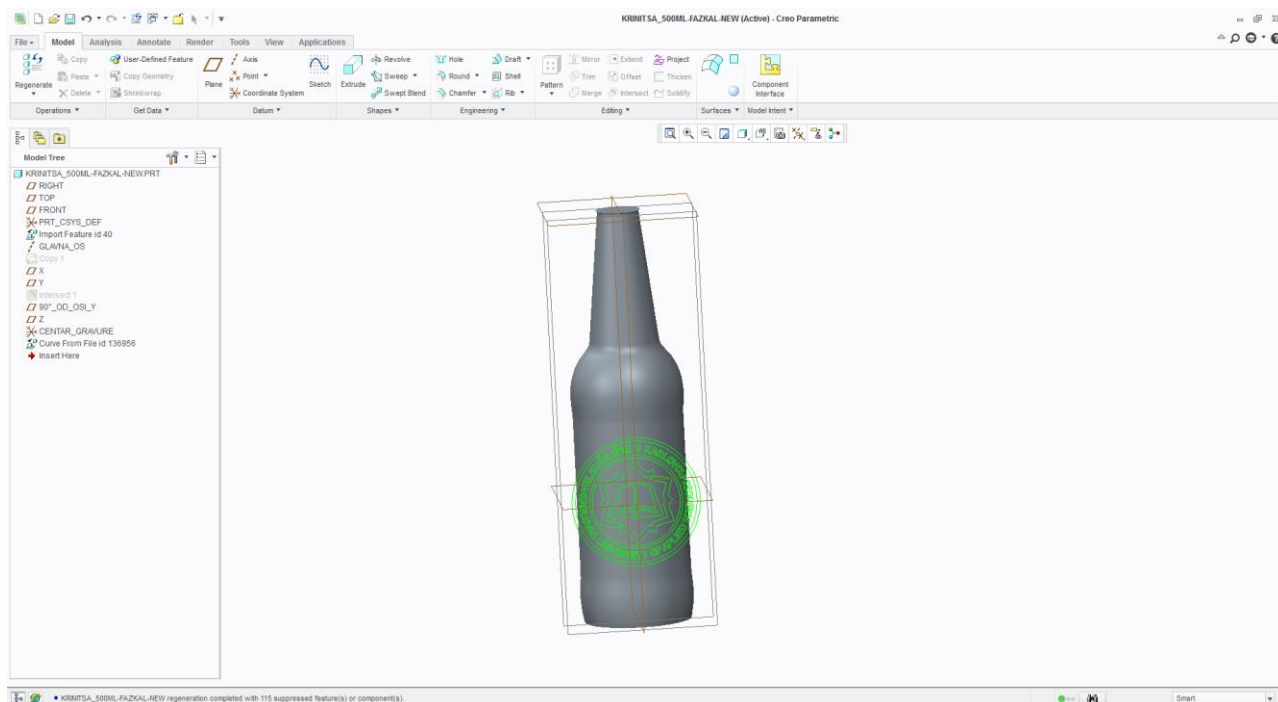 KRINITSA_500ML-FAZKAL-NEW (Active) - Creo Parametric
File Model Analysis Annotate Render Tools View Applications
Regenerate
Copy
Paste
Delete
User-Defined Feature
Copy Geometry
Shrinkwrap
Plane
Axis
Point
Coordinate System
Sketch
Extrude
Revolve
Sweep
Swept Blend
Hole
Round
Chamfer
Draft
Shell
Rib
Pattern
Mirror
Trim
Merge
Extend
Offset
Intersect
Project
Thicken
Solidify
Component
Interface
Operations Get Data Datum Shapes Engineering Editing Surfaces Model Intent
Model Tree
KRINITSA_500ML-FAZKAL-NEW.PRT
RIGHT
TOP
FRONT
PRT_CSYS_DEF
Import Feature id 40
GLAVNA_OS
Copy 1
X
Y
Intersect 1
90°_OD_OSI_Y
Z
CENTAR_GRAVURE
Curve From File id 136956
Insert Here
KRINITSA_500ML-FAZKAL-NEW regeneration completed with 115 suppressed feature(s) or component(s).
Smart